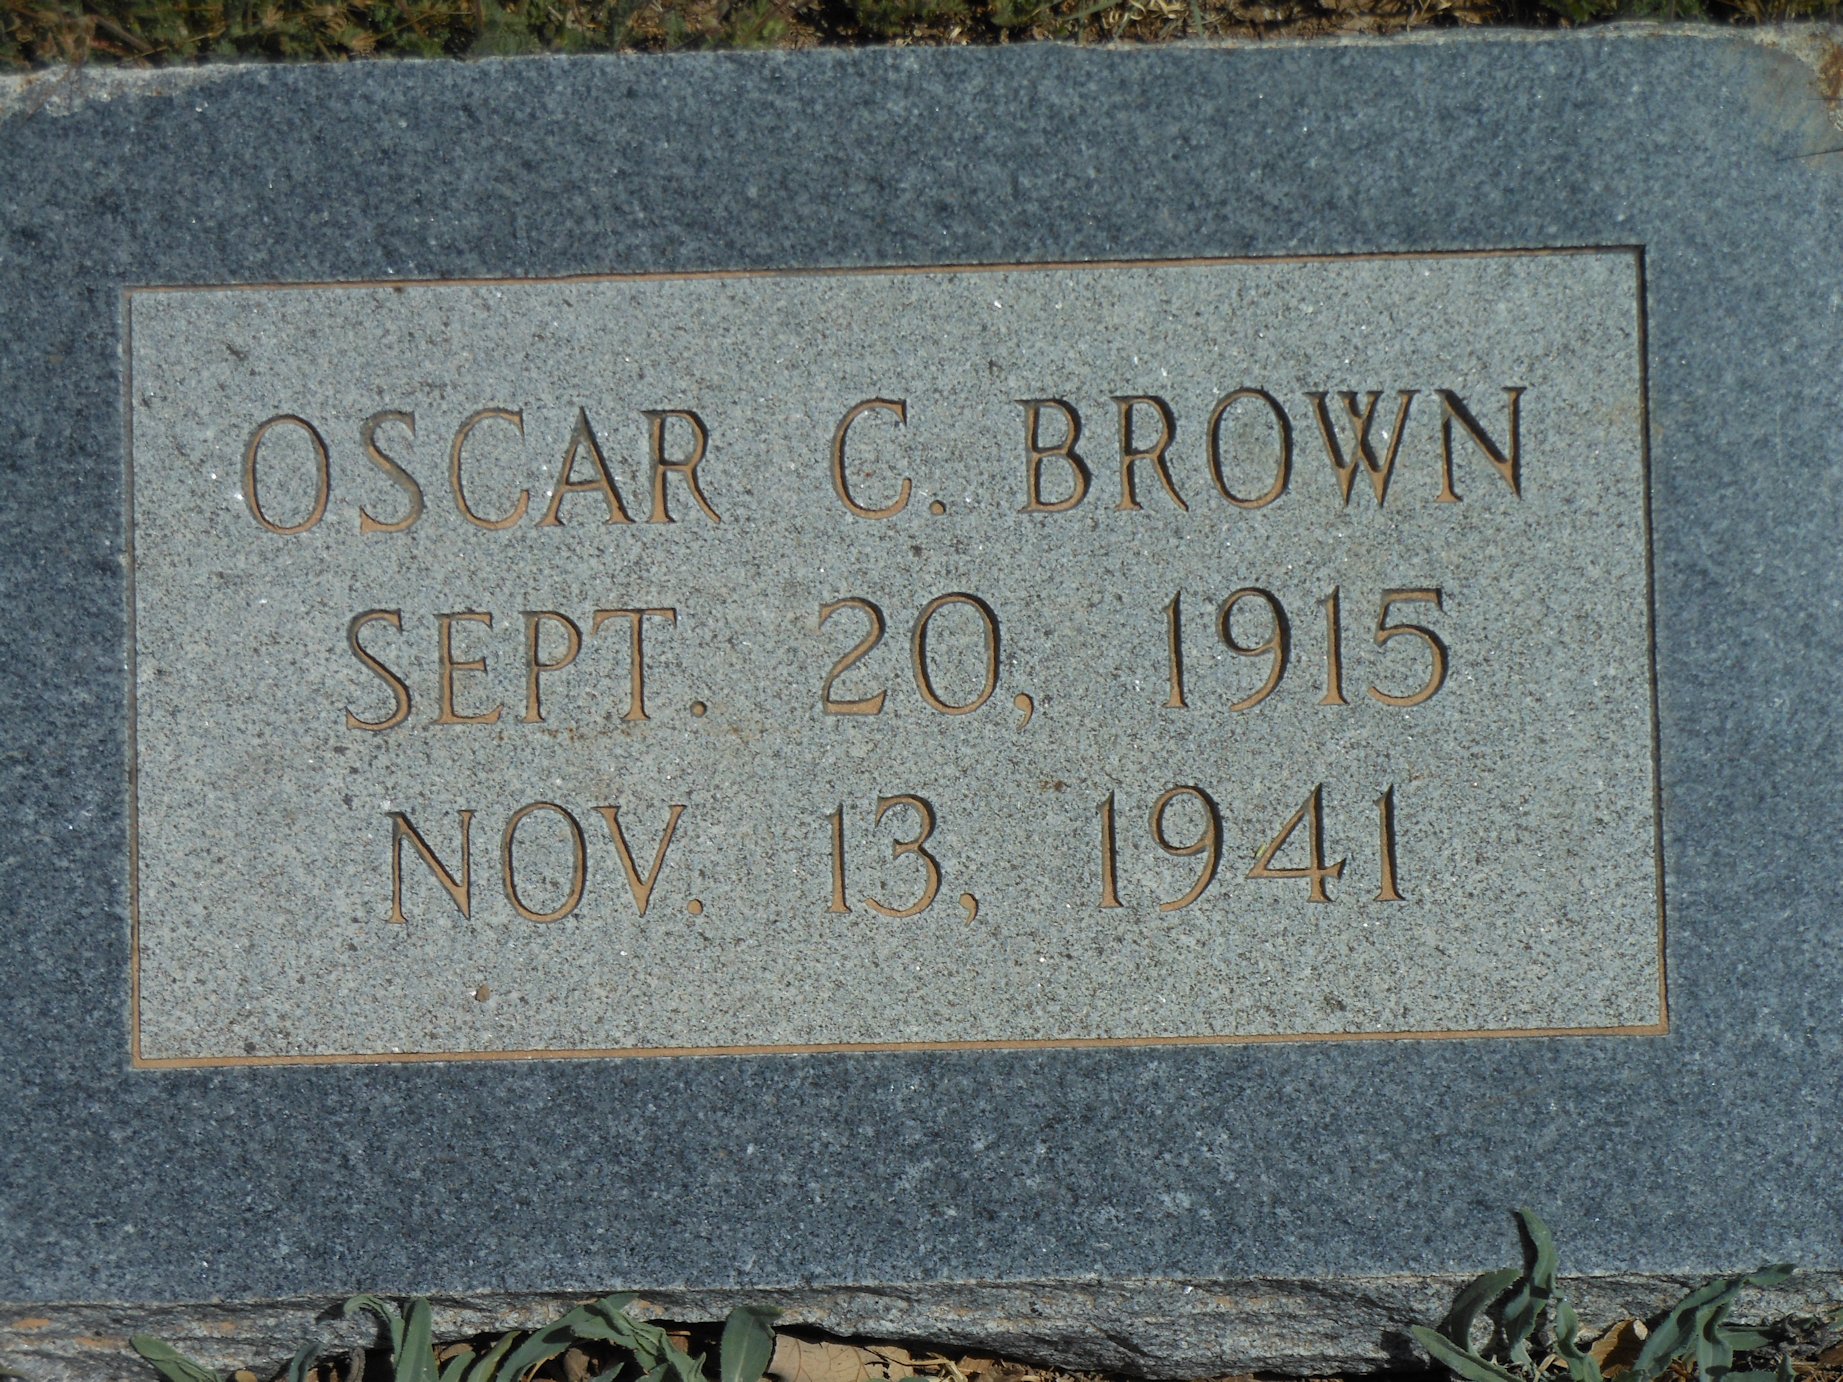 OSCAR C. BROWN
SEPT. 20, 1915
NOV. 13, 1941